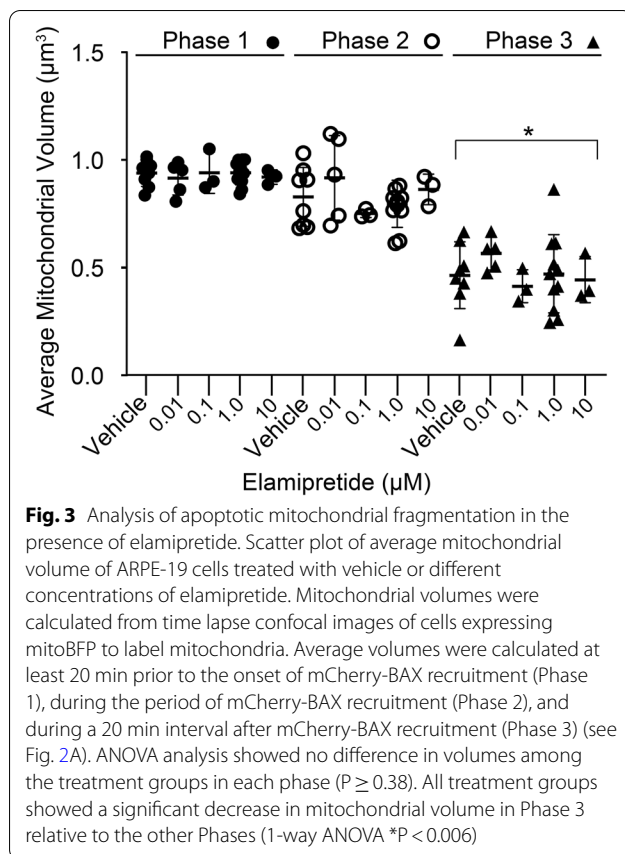 Phase 1 ● Phase 2 ○ Phase 3 ▲
Average Mitochondrial Volume (µm³)
1.5
1.0
0.5
0.0
*
Vehicle 0.01 0.1 1.0 10 Vehicle 0.01 0.1 1.0 10 Vehicle 0.01 0.1 1.0 10
Elamipretide (µM)
Fig. 3 Analysis of apoptotic mitochondrial fragmentation in the
presence of elamipretide. Scatter plot of average mitochondrial
volume of ARPE-19 cells treated with vehicle or different
concentrations of elamipretide. Mitochondrial volumes were
calculated from time lapse confocal images of cells expressing
mitoBFP to label mitochondria. Average volumes were calculated at
least 20 min prior to the onset of mCherry-BAX recruitment (Phase
1), during the period of mCherry-BAX recruitment (Phase 2), and
during a 20 min interval after mCherry-BAX recruitment (Phase 3) (see
Fig. 2A). ANOVA analysis showed no difference in volumes among
the treatment groups in each phase (P ≥ 0.38). All treatment groups
showed a significant decrease in mitochondrial volume in Phase 3
relative to the other Phases (1-way ANOVA *P < 0.006)